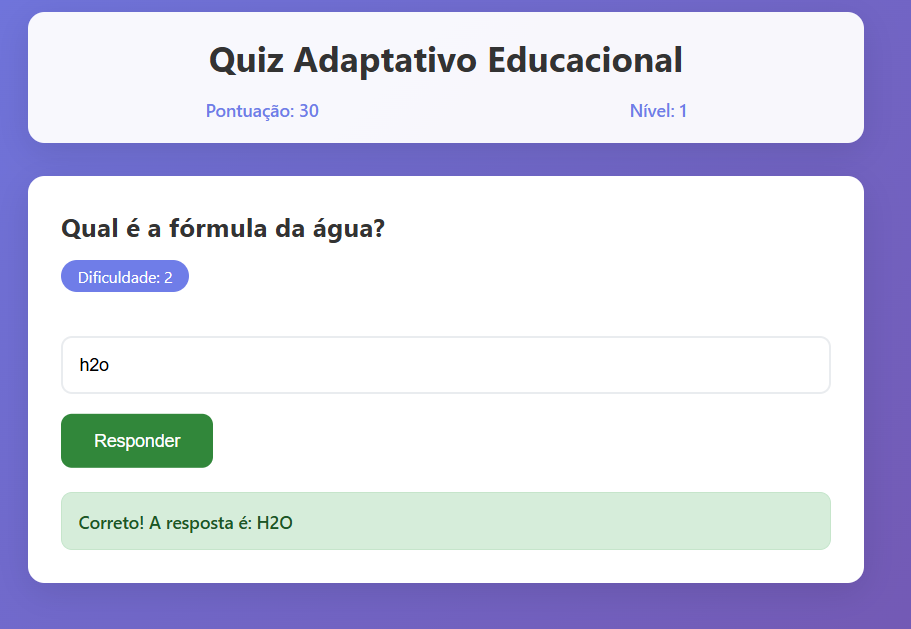 Quiz Adaptativo Educacional
Pontuação: 30 Nível: 1
Qual é a fórmula da água?
Dificuldade: 2
h2o
Responder
Correto! A resposta é: H2O